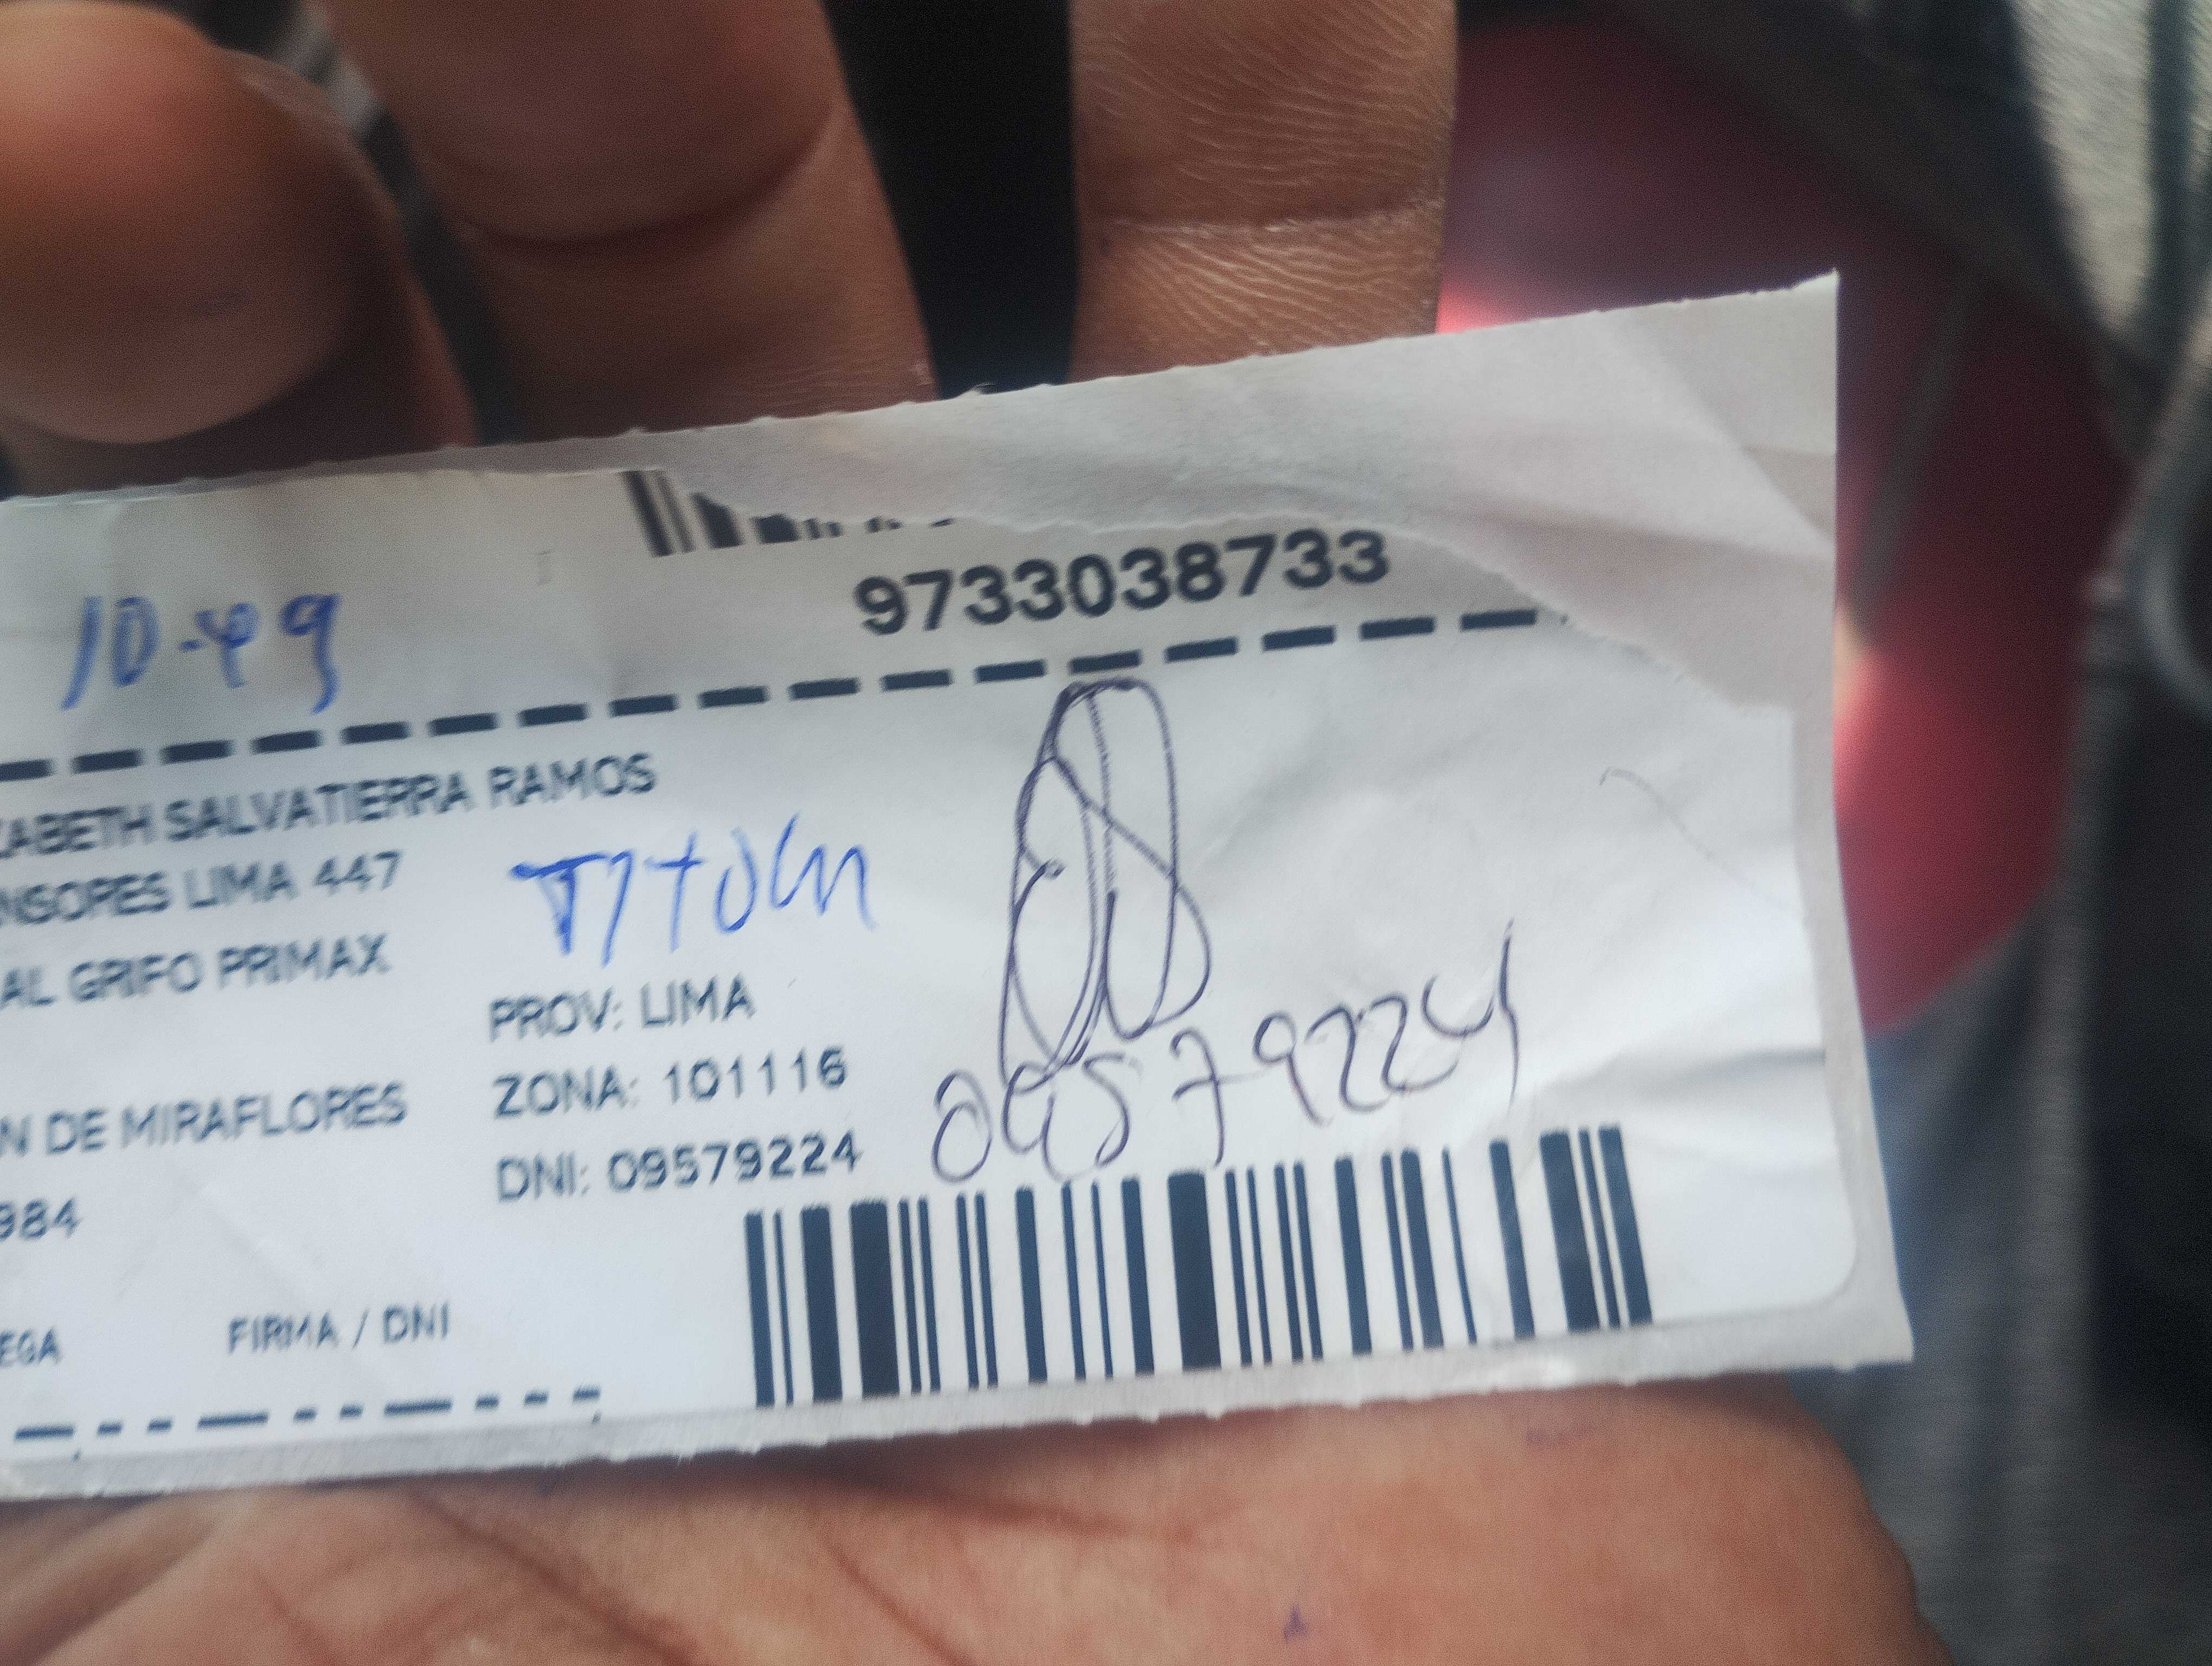 9733038733
10-49
ZABETH SALVATIERRA RAMOS
NSORES LIMA 447
AL GRIFO PRIMAX
PROV: LIMA
ZONA: 101116
N DE MIRAFLORES
DNI: 09579224
09579224
984
EGA
FIRMA / DNI